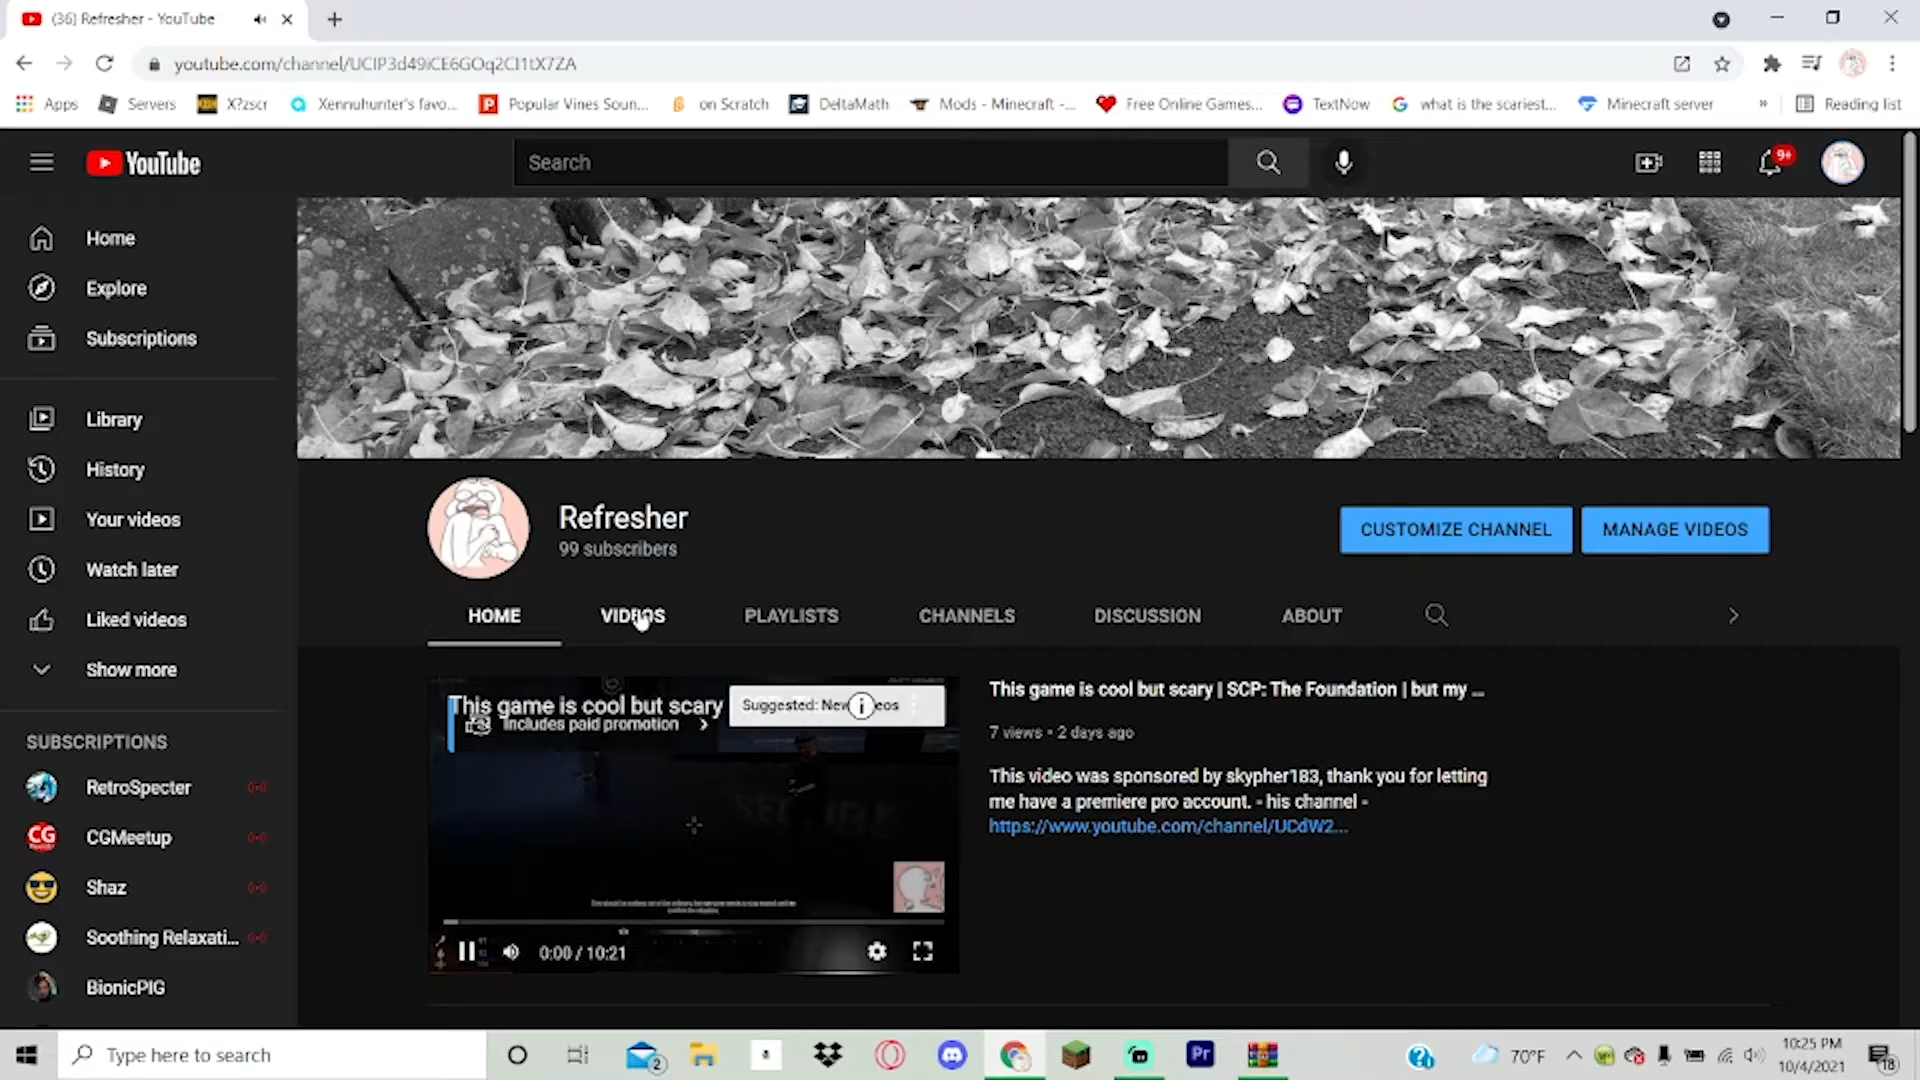 (36) Refresher - YouTube
youtube.com/channel/UCIP3d49iCE6GOq2CI1tX7ZA
Apps Servers X?zscr Xennuhunter's favo... Popular Vines Soun... on Scratch DeltaMath Mods - Minecraft -... Free Online Games... TextNow what is the scariest... Minecraft server » Reading list
YouTube
Search
9+
Home
Explore
Subscriptions
Library
History
Your videos
Watch later
Liked videos
Show more
SUBSCRIPTIONS
RetroSpecter
CGMeetup
Shaz
Soothing Relaxati...
BionicPIG
Refresher
99 subscribers
CUSTOMIZE CHANNEL
MANAGE VIDEOS
HOME VIDEOS PLAYLISTS CHANNELS DISCUSSION ABOUT
This game is cool but scary
Includes paid promotion
Suggested: New
0:00 / 10:21
This game is cool but scary | SCP: The Foundation | but my ...
7 views • 2 days ago
This video was sponsored by skypher183, thank you for letting
me have a premiere pro account. - his channel -
https://www.youtube.com/channel/UCdW2...
Type here to search
2
Pr
70°F
10:25 PM
10/4/2021
18